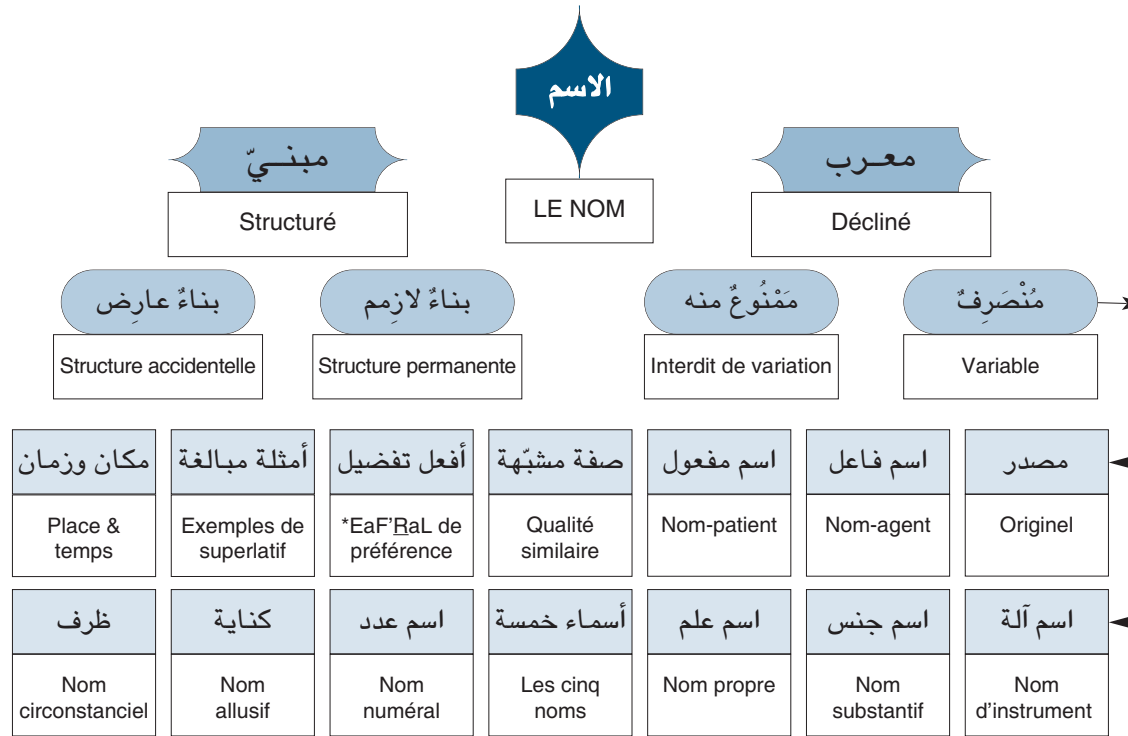 الاسم
LE NOM
معـرب
Décliné
مبنـيّ
Structuré
مُنْصَرِفٌ
Variable
مَمْنُوعٌ منه
Interdit de variation
بناءٌ لازِمم
Structure permanente
بناءٌ عارِض
Structure accidentelle
مصدر
Originel
اسم فاعل
Nom-agent
اسم مفعول
Nom-patient
صفة مشبّهة
Qualité
similaire
أفعل تفضيل
*EaF’RaL de
préférence
أمثلة مبالغة
Exemples de
superlatif
مكان وزمان
Place &
temps
اسم آلة
Nom
d’instrument
اسم جنس
Nom
substantif
اسم علم
Nom propre
أسماء خمسة
Les cinq
noms
اسم عدد
Nom
numéral
كناية
Nom
allusif
ظرف
Nom
circonstanciel